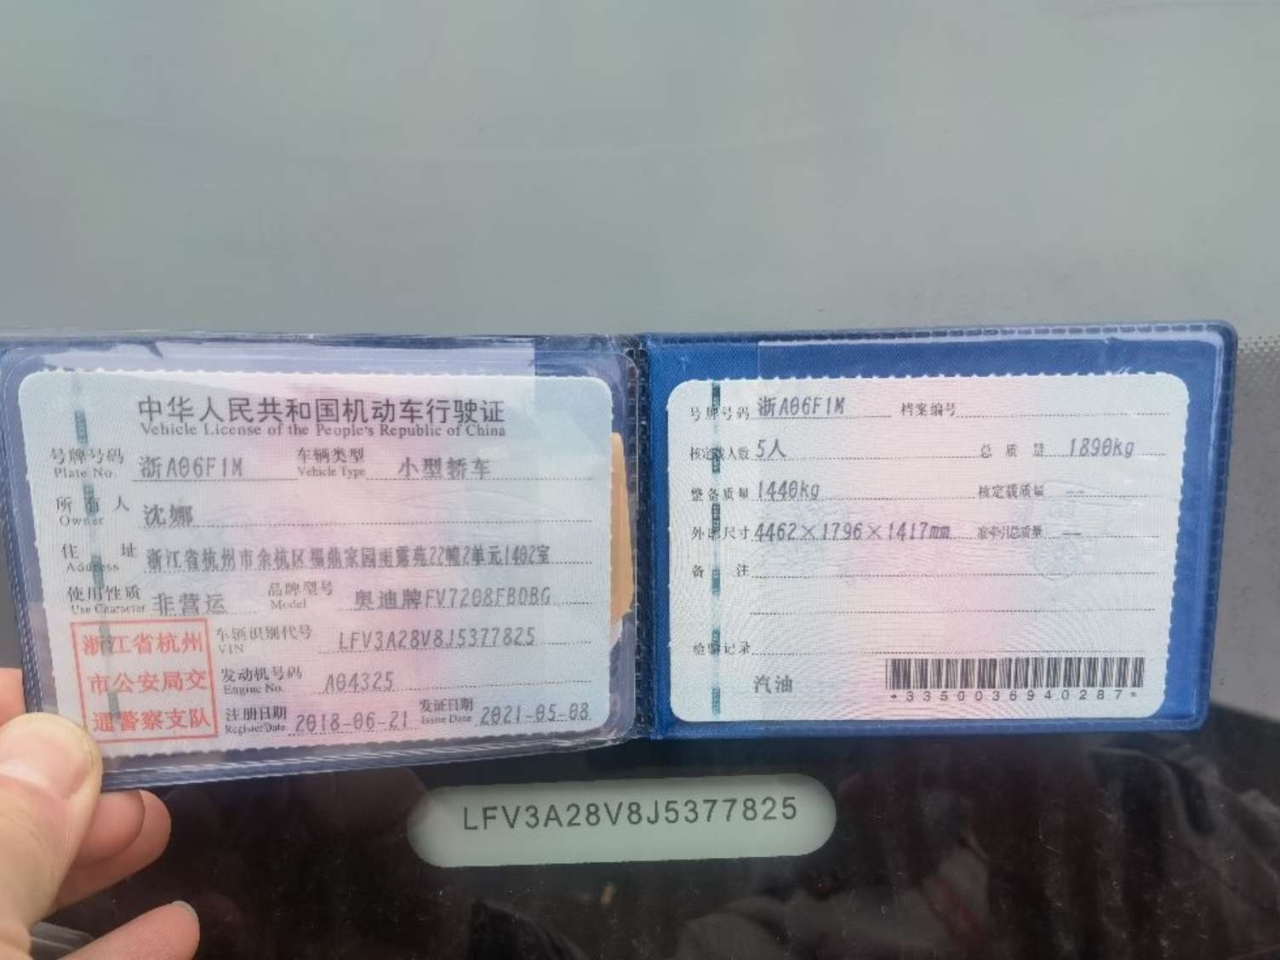 中华人民共和国机动车行驶证
Vehicle License of the People's Republic of China
号牌号码 浙A06F1M 车辆类型 小型轿车
Plate No. Vehicle Type
所有人 沈娜
Owner
住址 浙江省杭州市余杭区福鼎家园雨露苑22幢2单元1402室
Address
使用性质 非营运 品牌型号 奥迪牌FV7208FBDBG
Use Character Model
浙江省杭州市公安局交通警察支队
车辆识别代号 LFV3A28V8J5377825
VIN
发动机号码 A04325
Engine No.
注册日期 2018-06-21 发证日期 2021-05-08
Register Date Issue Date
号牌号码 浙A06F1M 档案编号
核定载人数 5人 总质量 1890kg
整备质量 1440kg 核定载质量 --
外廓尺寸 4462×1796×1417mm 准牵引总质量 --
备注
检验记录
汽油
*3350036940287*
LFV3A28V8J5377825